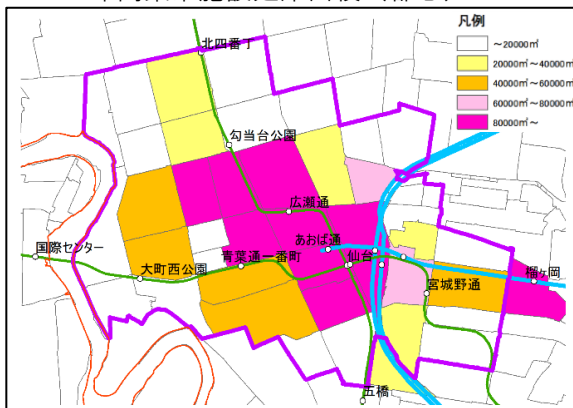 凡例
~20000㎡
20000㎡~40000㎡
40000㎡~60000㎡
60000㎡~80000㎡
80000㎡~
北四番丁
勾当台公園
広瀬通
あおば通
仙台
国際センター
大町西公園
青葉通一番町
宮城野通
榴ヶ岡
五橋